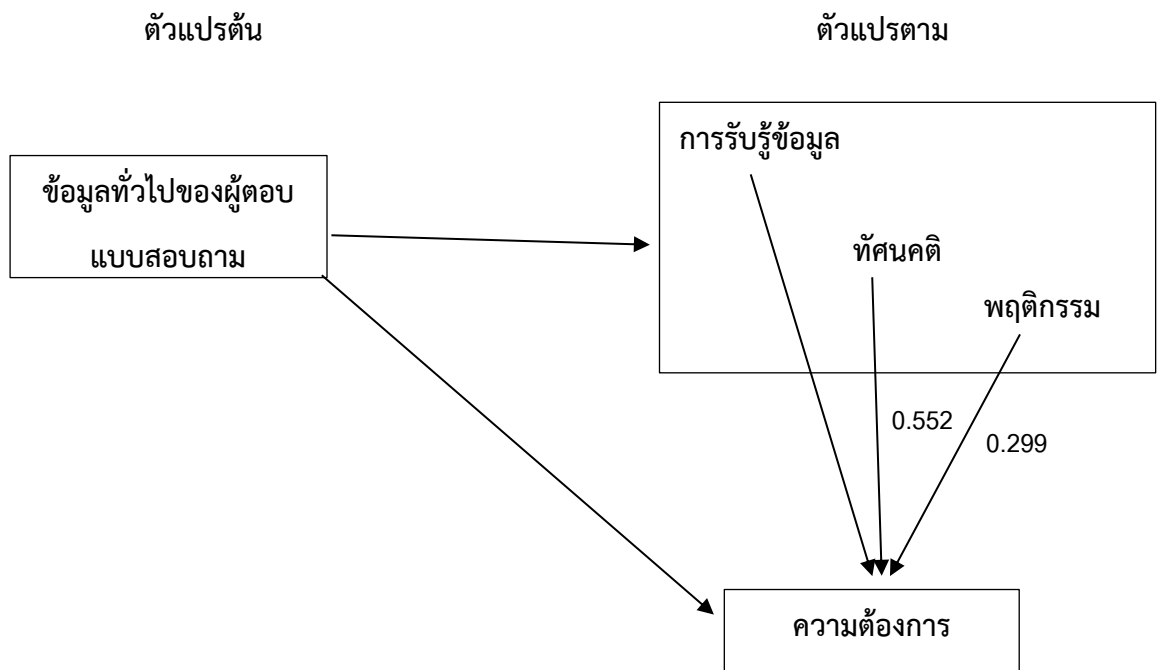 ตัวแปรต้น
ตัวแปรตาม
การรับรู้ข้อมูล
ข้อมูลทั่วไปของผู้ตอบ
แบบสอบถาม
ทัศนคติ
พฤติกรรม
0.552
0.299
ความต้องการ